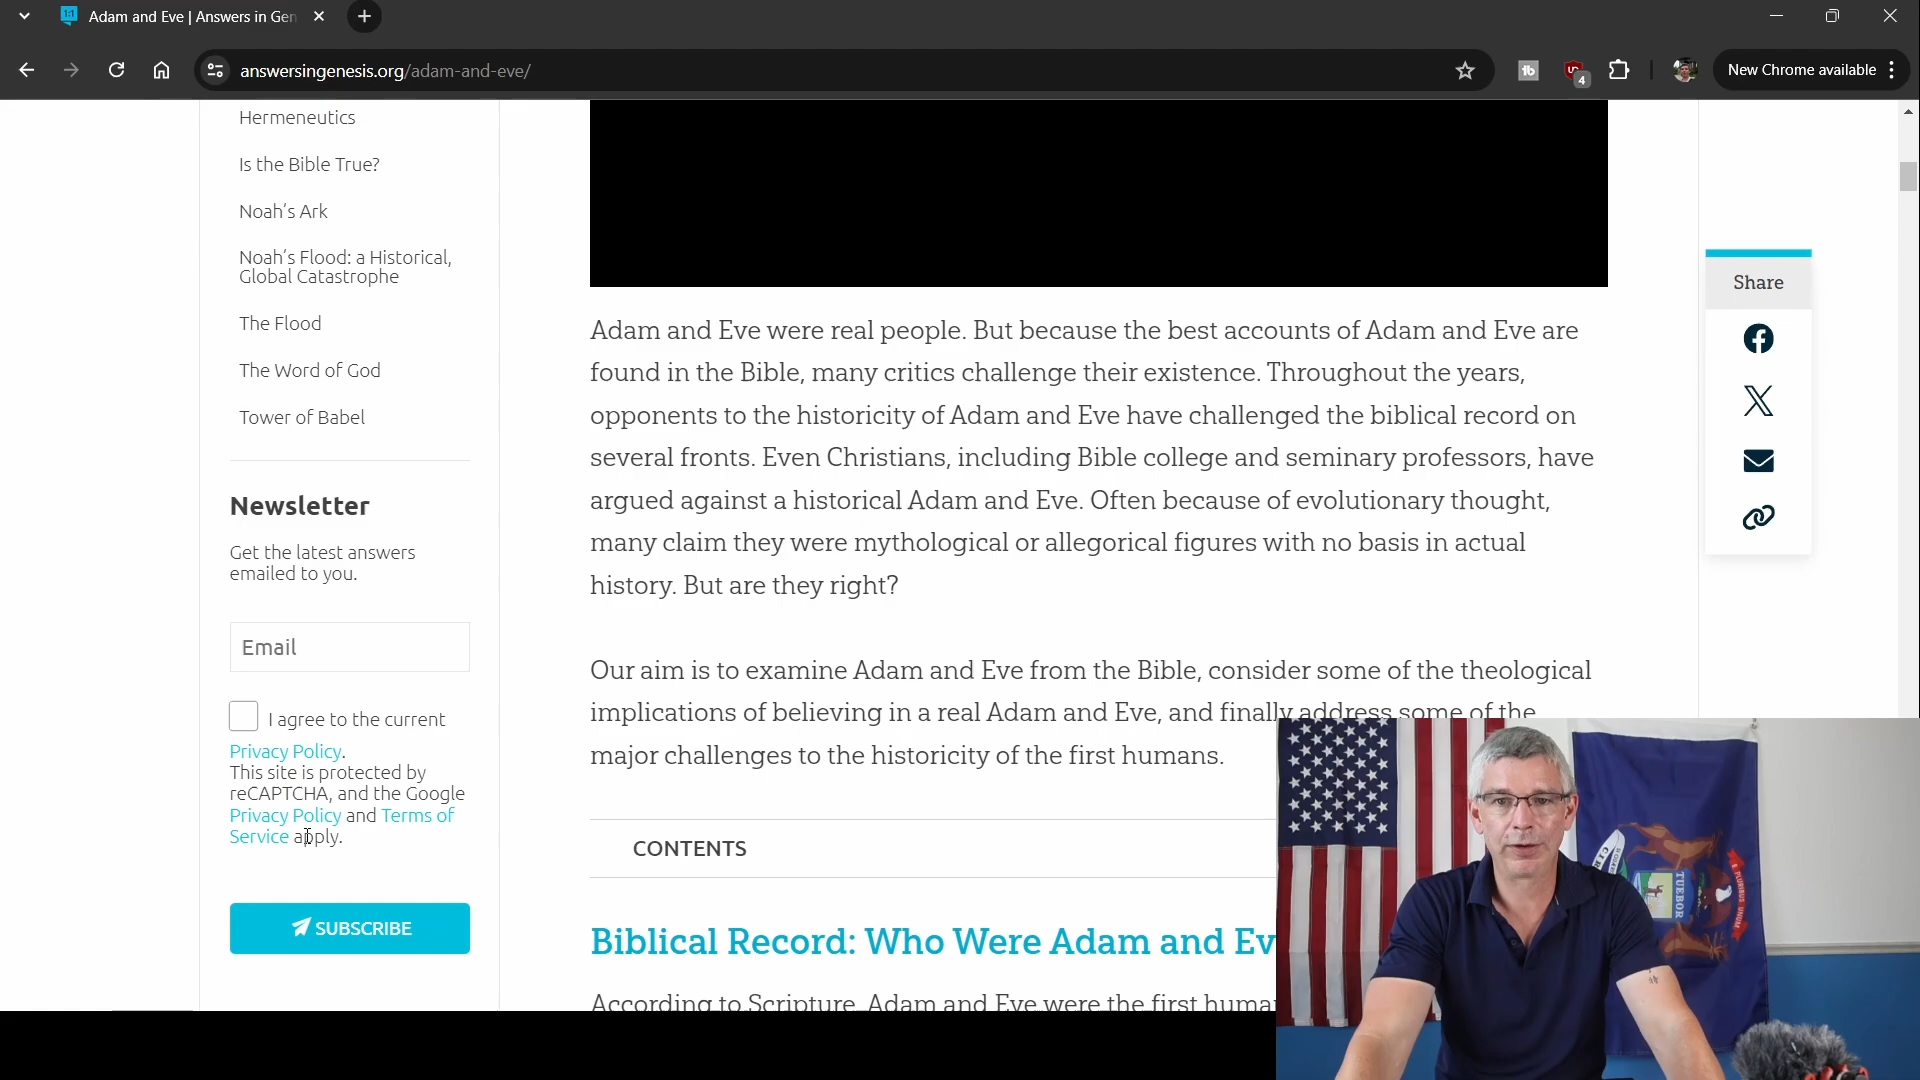 Adam and Eve | Answers in Gen
answersingenesis.org/adam-and-eve/
4
New Chrome available
Hermeneutics
Is the Bible True?
Noah's Ark
Noah's Flood: a Historical,
Global Catastrophe
The Flood
The Word of God
Tower of Babel
Newsletter
Get the latest answers
emailed to you.
Email
I agree to the current
Privacy Policy.
This site is protected by
reCAPTCHA, and the Google
Privacy Policy and Terms of
Service apply.
SUBSCRIBE
Adam and Eve were real people. But because the best accounts of Adam and Eve are
found in the Bible, many critics challenge their existence. Throughout the years,
opponents to the historicity of Adam and Eve have challenged the biblical record on
several fronts. Even Christians, including Bible college and seminary professors, have
argued against a historical Adam and Eve. Often because of evolutionary thought,
many claim they were mythological or allegorical figures with no basis in actual
history. But are they right?
Our aim is to examine Adam and Eve from the Bible, consider some of the theological
implications of believing in a real Adam and Eve, and finally address some of the
major challenges to the historicity of the first humans.
CONTENTS
Biblical Record: Who Were Adam and Ev
According to Scripture, Adam and Eve were the first huma
Share
TUEBOR